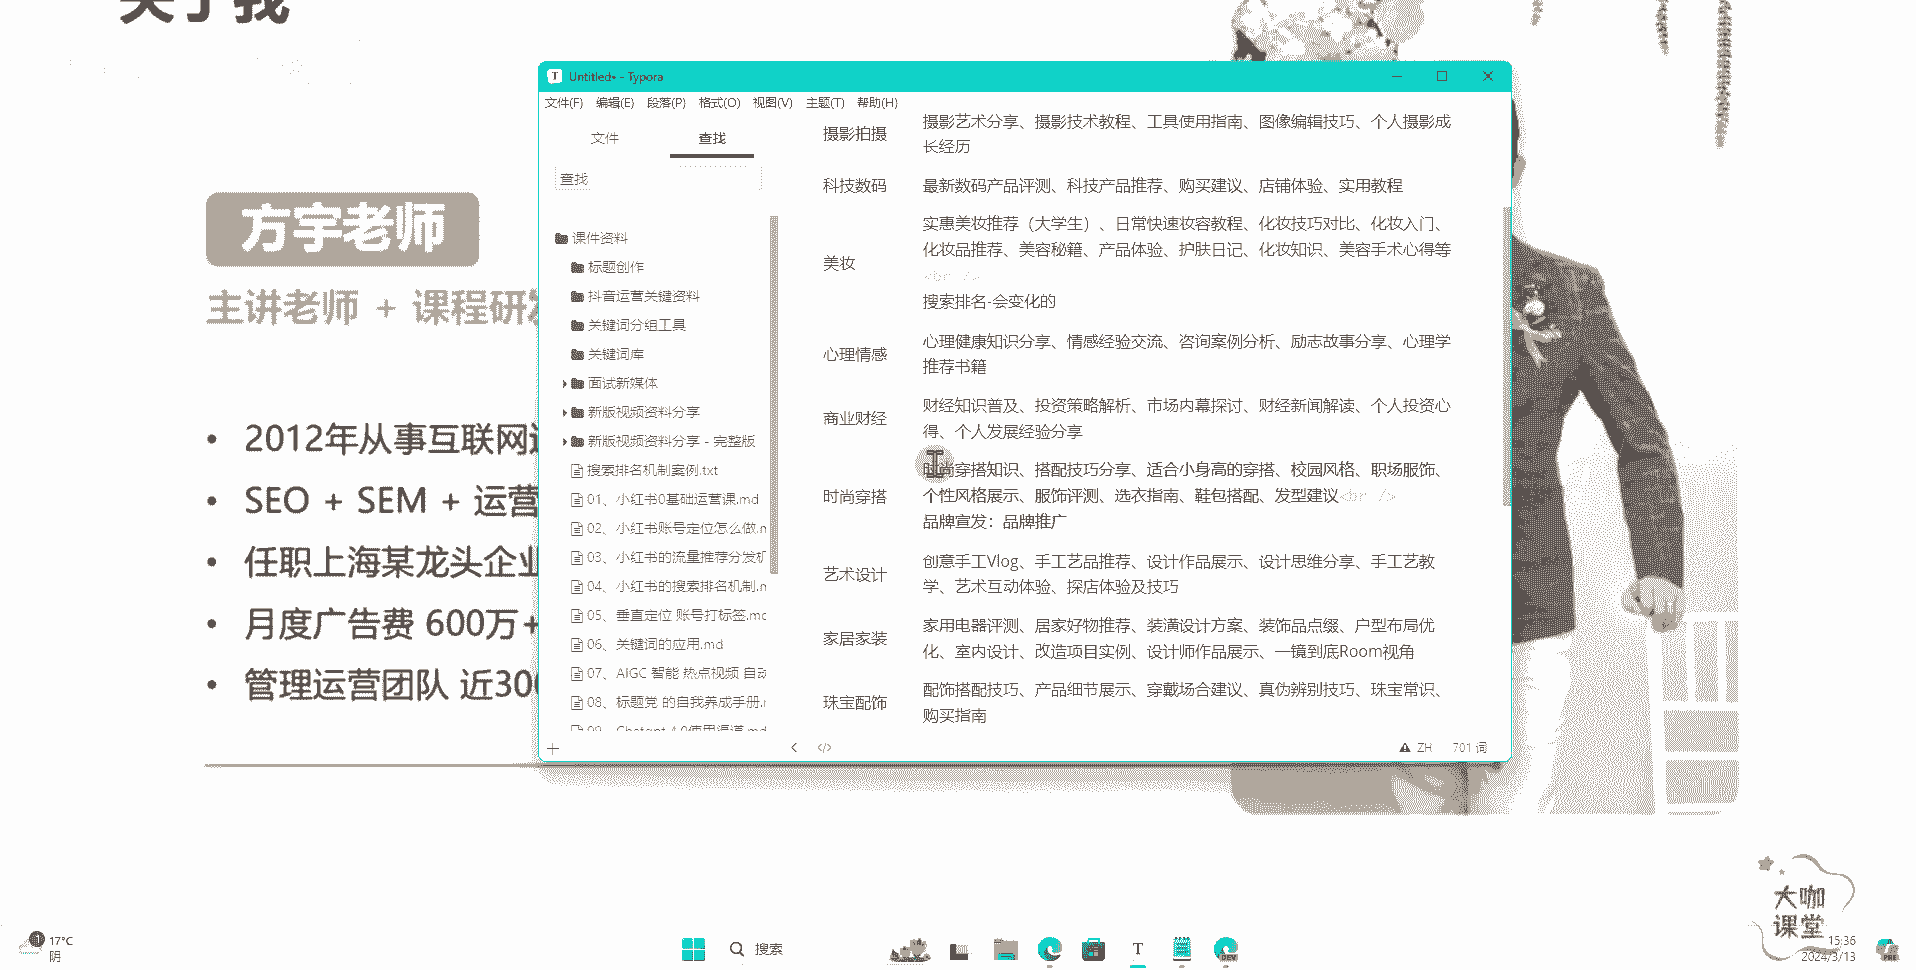 关于我
方宇老师
主讲老师 + 课程研发
• 2012年从事互联网
• SEO + SEM + 运营
• 任职上海某龙头企业
• 月度广告费 600万+
• 管理运营团队 近300
Untitled• - Typora
文件(F) 编辑(E) 段落(P) 格式(O) 视图(V) 主题(T) 帮助(H)
文件 查找
查找
课件资料
标题创作
抖音运营关键资料
关键词分组工具
关键词库
面试新媒体
新版视频资料分享
新版视频资料分享 - 完整版
搜索排名机制案例.txt
01、小红书0基础运营课.md
02、小红书账号定位怎么做.m
03、小红书的流量推荐分发机
04、小红书的搜索排名机制.m
05、垂直定位 账号打标签.md
06、关键词的应用.md
07、AIGC 智能 热点视频 自动
08、标题党 的自我养成手册.m
09、Chatgpt 4.0使用渠道.md
摄影拍摄
摄影艺术分享、摄影技术教程、工具使用指南、图像编辑技巧、个人摄影成
长经历
科技数码
最新数码产品评测、科技产品推荐、购买建议、店铺体验、实用教程
美妆
实惠美妆推荐（大学生）、日常快速妆容教程、化妆技巧对比、化妆入门、
化妆品推荐、美容秘籍、产品体验、护肤日记、化妆知识、美容手术心得等
<br />
搜索排名-会变化的
心理情感
心理健康知识分享、情感经验交流、咨询案例分析、励志故事分享、心理学
推荐书籍
商业财经
财经知识普及、投资策略解析、市场内幕探讨、财经新闻解读、个人投资心
得、个人发展经验分享
时尚穿搭
时尚穿搭知识、搭配技巧分享、适合小身高的穿搭、校园风格、职场服饰、
个性风格展示、服饰评测、选衣指南、鞋包搭配、发型建议<br />
品牌宣发：品牌推广
艺术设计
创意手工Vlog、手工艺品推荐、设计作品展示、设计思维分享、手工艺教
学、艺术互动体验、探店体验及技巧
家居家装
家用电器评测、居家好物推荐、装潢设计方案、装饰品点缀、户型布局优
化、室内设计、改造项目实例、设计师作品展示、一镜到底Room视角
珠宝配饰
配饰搭配技巧、产品细节展示、穿戴场合建议、真伪辨别技巧、珠宝常识、
购买指南
ZH 701 词
大咖
课堂
1
17°C
阴
搜索
DEV
15:36
2024/3/13
PRE